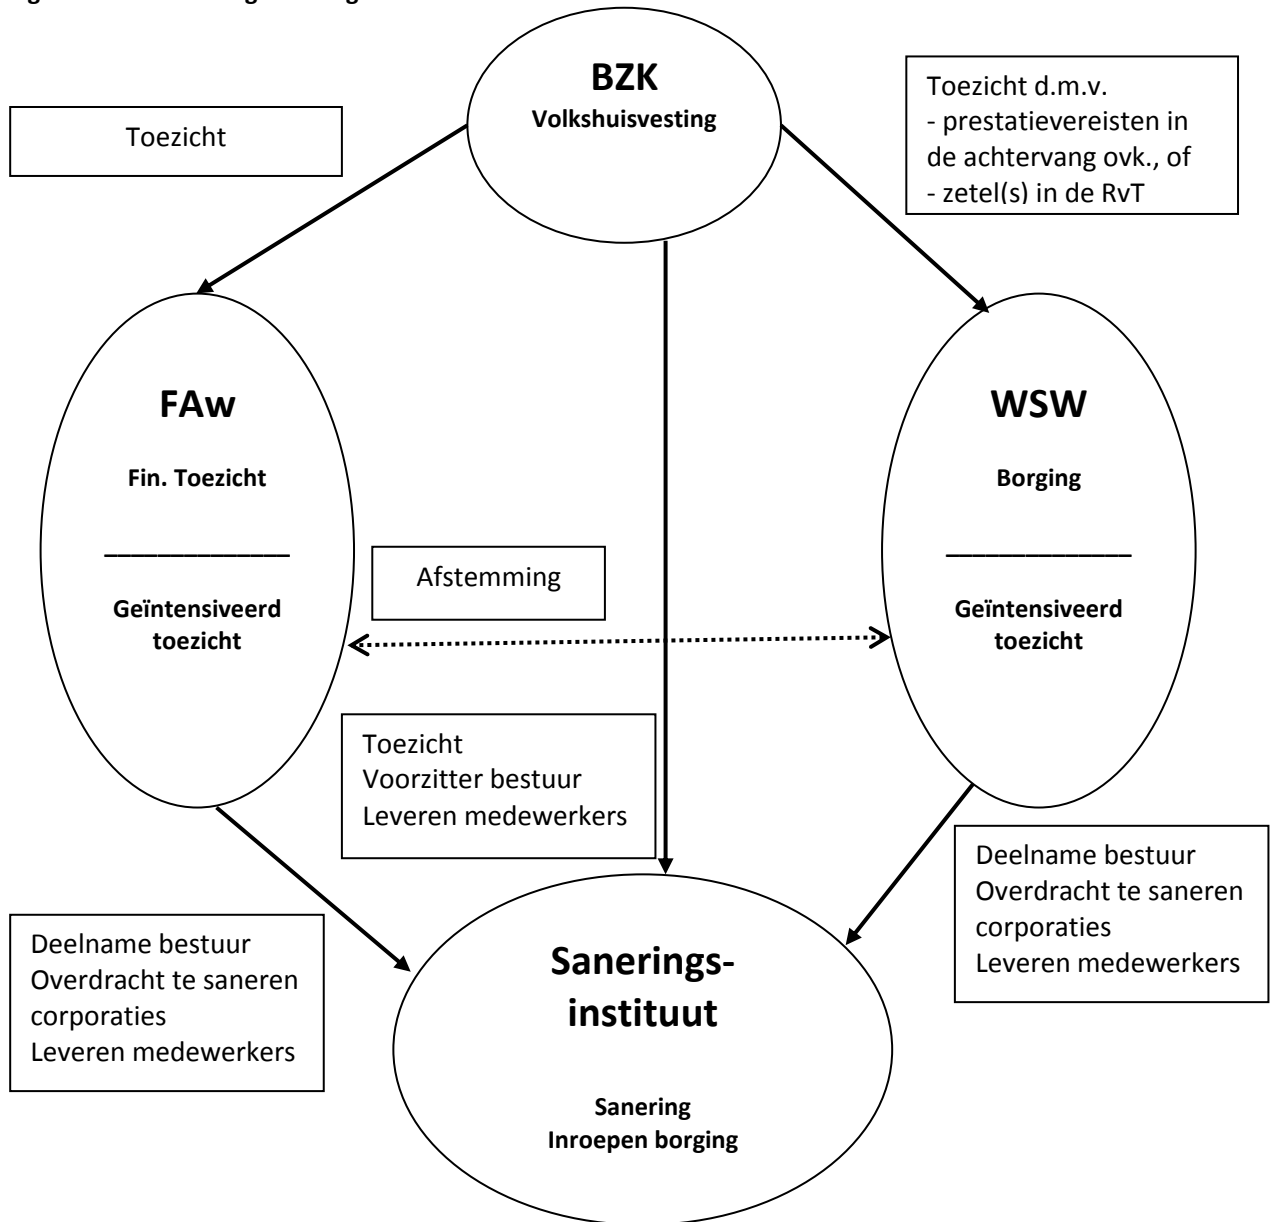 BZK
Volkshuisvesting
Toezicht
Toezicht d.m.v.
- prestatievereisten in
de achtervang ovk., of
- zetel(s) in de RvT
FAw
Fin. Toezicht
Geïntensiveerd
toezicht
WSW
Borging
Geïntensiveerd
toezicht
Afstemming
Toezicht
Voorzitter bestuur
Leveren medewerkers
Deelname bestuur
Overdracht te saneren
corporaties
Leveren medewerkers
Deelname bestuur
Overdracht te saneren
corporaties
Leveren medewerkers
Sanerings-
instituut
Sanering
Inroepen borging